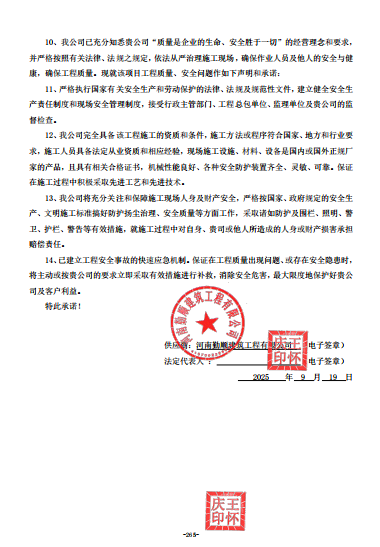 10、我公司已充分知悉贵公司“质量是企业的生命、安全胜于一切”的经营理念和要求，
并严格按照有关法律、法规之规定，依法从严治理施工现场，确保作业人员及他人的安全与健
康，确保工程质量。现就该项目工程质量、安全问题作如下声明和承诺：
11、严格执行国家有关安全生产和劳动保护的法律、法规及规范性文件，建立健全安全生
产责任制度和现场安全管理制度，接受行政主管部门、工程总包单位、监理单位及贵公司的监
督检查。
12、我公司完全具备该工程施工的资质和条件，施工方法或程序符合国家、地方和行业要
求，施工人员具备法定从业资质和相应经验，现场施工设施、材料、设备是国内或国外正规厂
家的产品，且具有相关合格证书，机械性能良好、各种安全防护装置齐全、灵敏、可靠。保证
在施工过程中积极采取先进工艺和先进技术。
13、我公司将充分关注和保障施工现场人身及财产安全，严格按国家、政府规定的安全生
产、文明施工标准搞好防护扬尘治理、安全质量等方面工作，采取诸如防护及围栏、照明、警
卫、护栏、警告等有效措施，就施工过程中对自身、贵司或他人所造成的人身或财产损害承担
赔偿责任。
14、已建立工程安全事故的快速应急机制。保证在工程质量出现问题、或存在安全隐患时，
将主动或按贵公司的要求立即采取有效措施进行补救，消除安全危害，最大限度地保护好贵公
司及客户利益。
特此承诺！
河南勤顺建筑工程有限公司
供应商：河南勤顺建筑工程有限公司（电子签章）
法定代表人：（电子签章）
王怀庆印
2025 年 9 月 19 日
王怀庆印
-265-